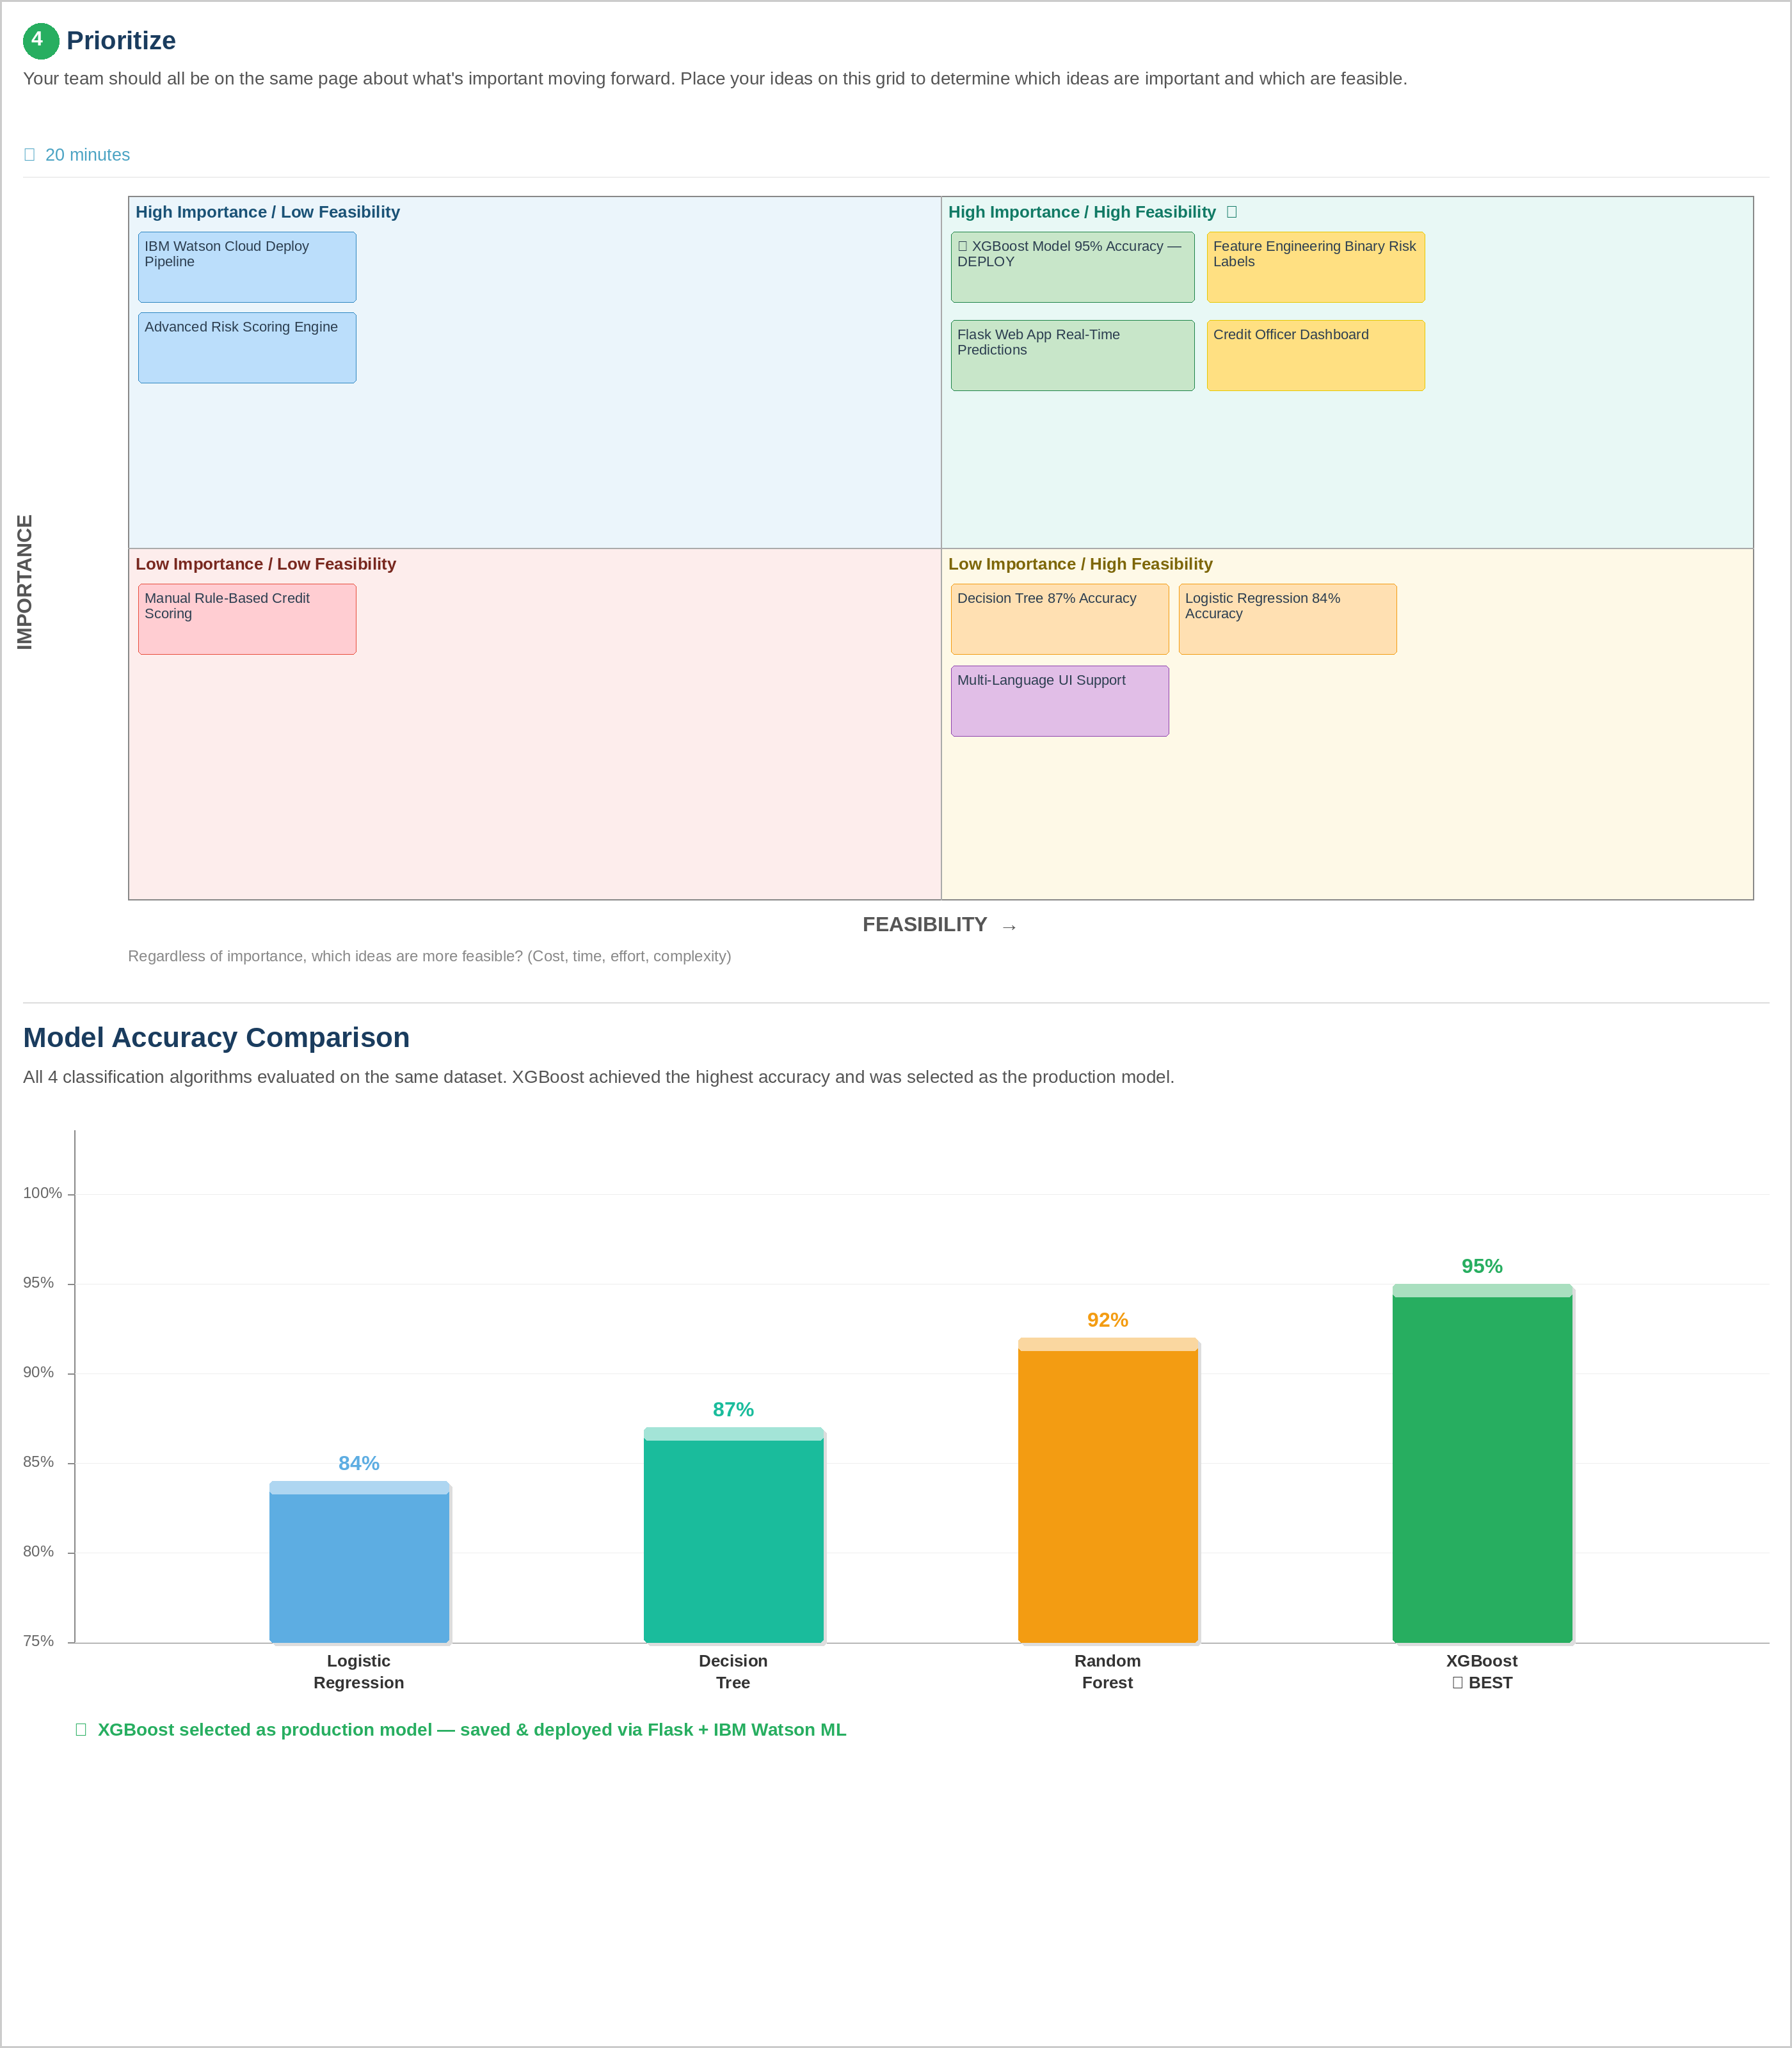 4 Prioritize
Your team should all be on the same page about what's important moving forward. Place your ideas on this grid to determine which ideas are important and which are feasible.
20 minutes
High Importance / Low Feasibility
IBM Watson Cloud Deploy
Pipeline
Advanced Risk Scoring Engine
High Importance / High Feasibility
XGBoost Model 95% Accuracy —
DEPLOY
Feature Engineering Binary Risk
Labels
Flask Web App Real-Time
Predictions
Credit Officer Dashboard
IMPORTANCE
Low Importance / Low Feasibility
Manual Rule-Based Credit
Scoring
Low Importance / High Feasibility
Decision Tree 87% Accuracy
Logistic Regression 84%
Accuracy
Multi-Language UI Support
FEASIBILITY →
Regardless of importance, which ideas are more feasible? (Cost, time, effort, complexity)
Model Accuracy Comparison
All 4 classification algorithms evaluated on the same dataset. XGBoost achieved the highest accuracy and was selected as the production model.
100%
95%
90%
85%
80%
75%
84%
87%
92%
95%
Logistic
Regression
Decision
Tree
Random
Forest
XGBoost
BEST
XGBoost selected as production model — saved & deployed via Flask + IBM Watson ML